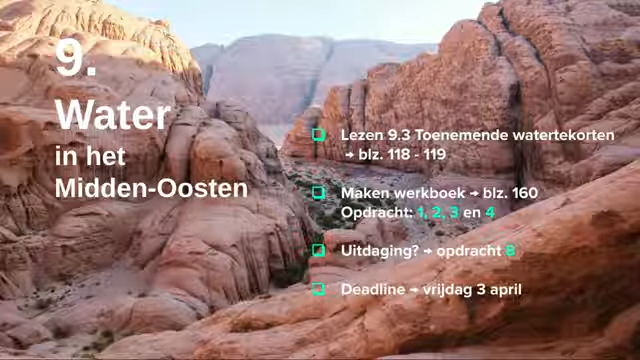 9.
Water
in het
Midden-Oosten
Lezen 9.3 Toenemende watertekorten
→ blz. 118 - 119
Maken werkboek → blz. 160
Opdracht: 1, 2, 3 en 4
Uitdaging? → opdracht 8
Deadline → vrijdag 3 april